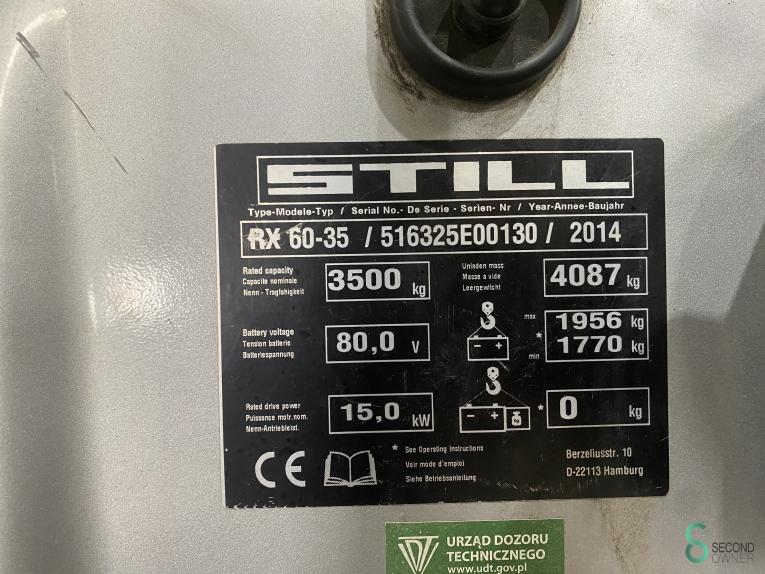 STILL
Type-Modele-Typ / Serial No.- De Serie - Serien- Nr / Year-Annee-Baujahr
RX 60-35 / 516325E00130 / 2014
Rated capacity
Capacite nominale
Nenn - Tragfahigkeit
3500 kg
Unladen mass
Masse a vide
Leergewitcht
4087 kg
Battery voltage
Tension batterie
Batteriespannung
80,0 V
- +
max
* min
1956 kg
1770 kg
Rated drive power
Puissance motr.nom.
Nenn-Antriebleist.
15,0 kW
- +
* 0 kg
CE
* See Operating Instructions
Voir mode d'emploi
Siehe Betriebsanleitung
Berzeliusstr. 10
D-22113 Hamburg
URZĄD DOZORU
TECHNICZNEGO
www.udt.gov.pl
SECOND
OWNER